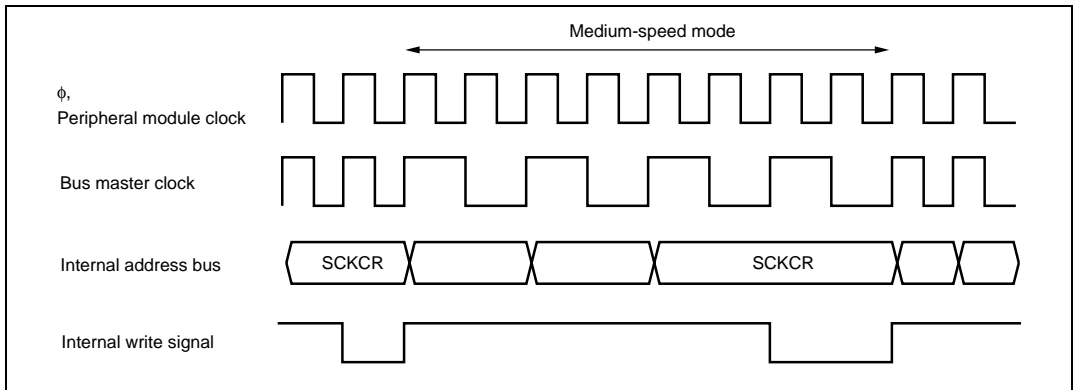 Medium-speed mode
ϕ,
Peripheral module clock
Bus master clock
Internal address bus
SCKCR
SCKCR
Internal write signal